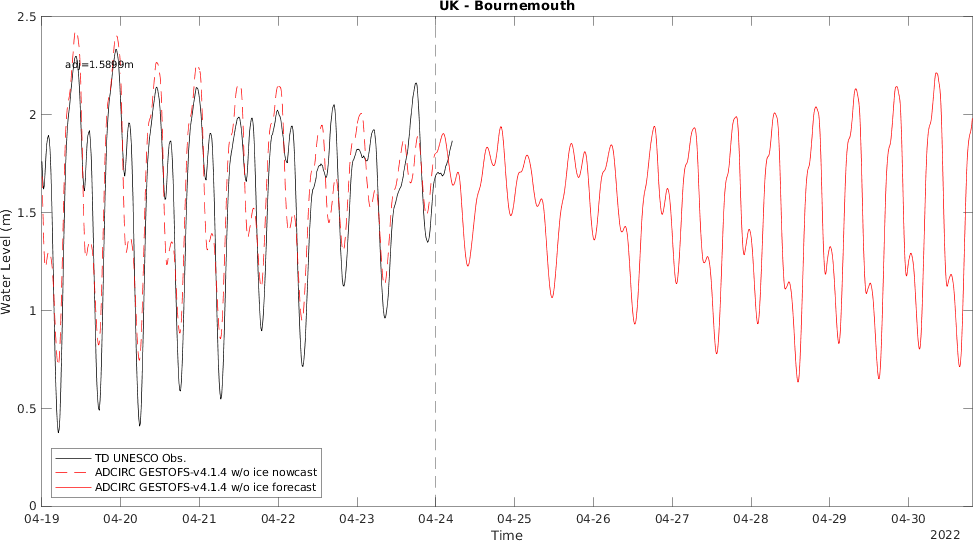 UK - Bournemouth
2.5
adj=1.5899m
2
1.5
Water Level (m)
1
0.5
TD UNESCO Obs.
ADCIRC GESTOFS-v4.1.4 w/o ice nowcast
ADCIRC GESTOFS-v4.1.4 w/o ice forecast
0
04-19 04-20 04-21 04-22 04-23 04-24 04-25 04-26 04-27 04-28 04-29 04-30
Time
2022